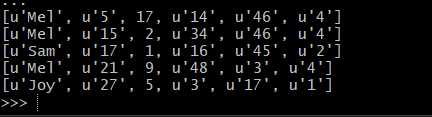 ...
[u'Mel', u'5', 17, u'14', u'46', u'4']
[u'Mel', u'15', 2, u'34', u'46', u'4']
[u'Sam', u'17', 1, u'16', u'45', u'2']
[u'Mel', u'21', 9, u'48', u'3', u'4']
[u'Joy', u'27', 5, u'3', u'17', u'1']
>>>